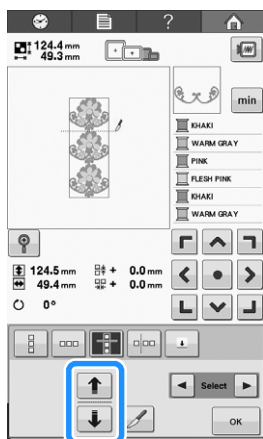 ?
124.4 mm
49.3 mm
min
KHAKI
WARM GRAY
PINK
FLESH PINK
KHAKI
WARM GRAY
124.5 mm + 0.0 mm
49.4 mm + 0.0 mm
0°
Select
OK